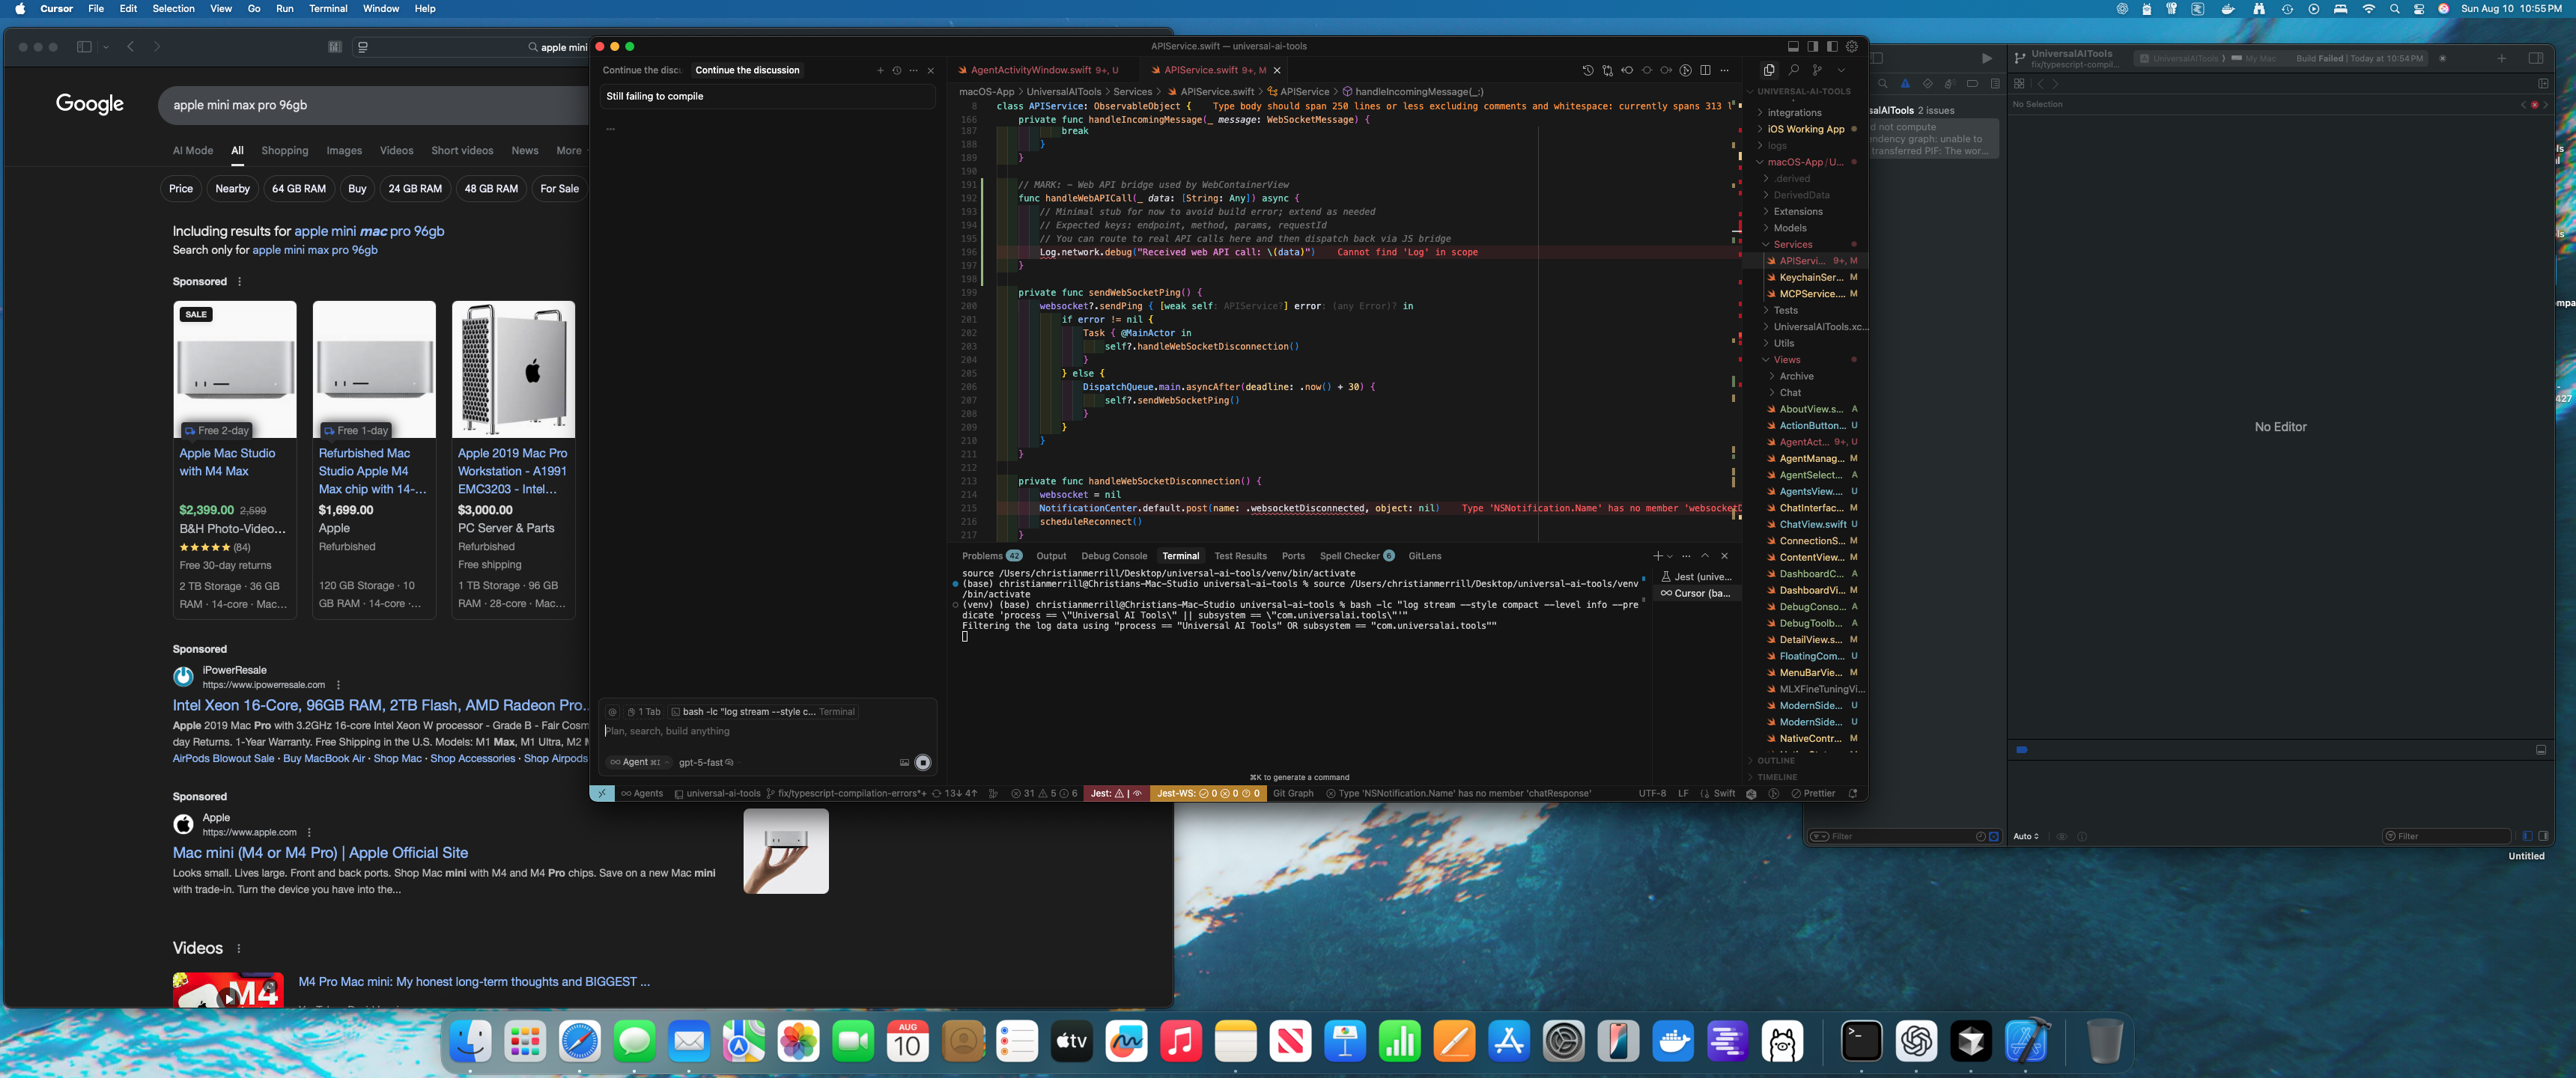 Cursor File Edit Selection View Go Run Terminal Window Help
Sun Aug 10 10:55 PM
apple mini
Google
apple mini max pro 96gb
AI Mode All Shopping Images Videos Short videos News More
Price Nearby 64 GB RAM Buy 24 GB RAM 48 GB RAM For Sale
Including results for apple mini mac pro 96gb
Search only for apple mini max pro 96gb
Sponsored
SALE
Free 2-day
Apple Mac Studio
with M4 Max
$2,399.00 2,599
B&H Photo-Video...
(84)
Free 30-day returns
2 TB Storage · 36 GB
RAM · 14-core · Mac...
Free 1-day
Refurbished Mac
Studio Apple M4
Max chip with 14-...
$1,699.00
Apple
Refurbished
120 GB Storage · 10
GB RAM · 14-core ·...
Apple 2019 Mac Pro
Workstation - A1991
EMC3203 - Intel...
$3,000.00
PC Server & Parts
Refurbished
Free shipping
1 TB Storage · 96 GB
RAM · 28-core · Mac...
Sponsored
iPowerResale
https://www.ipowerresale.com
Intel Xeon 16-Core, 96GB RAM, 2TB Flash, AMD Radeon Pro...
Apple 2019 Mac Pro with 3.2GHz 16-core Intel Xeon W processor - Grade B - Fair Cosm
day Returns. 1-Year Warranty. Free Shipping in the U.S. Models: M1 Max, M1 Ultra, M2 M
AirPods Blowout Sale · Buy MacBook Air · Shop Mac · Shop Accessories · Shop Airpods
Sponsored
Apple
https://www.apple.com
Mac mini (M4 or M4 Pro) | Apple Official Site
Looks small. Lives large. Front and back ports. Shop Mac mini with M4 and M4 Pro chips. Save on a new Mac mini
with trade-in. Turn the device you have into the...
Videos
M4
M4 Pro Mac mini: My honest long-term thoughts and BIGGEST ...
APIService.swift — universal-ai-tools
Continue the discu Continue the discussion
Still failing to compile
...
@ 1 Tab bash -lc "log stream --style c... Terminal
Plan, search, build anything
Agent ⌘I gpt-5-fast
AgentActivityWindow.swift 9+, U APIService.swift 9+, M
macOS-App > UniversalAITools > Services > APIService.swift > APIService > handleIncomingMessage(_:)
8 class APIService: ObservableObject { Type body should span 250 lines or less excluding comments and whitespace: currently spans 313 l
166 private func handleIncomingMessage(_ message: WebSocketMessage) {
187 break
188 }
189 }
190
191 // MARK: - Web API bridge used by WebContainerView
192 func handleWebAPICall(_ data: [String: Any]) async {
193 // Minimal stub for now to avoid build error; extend as needed
194 // Expected keys: endpoint, method, params, requestId
195 // You can route to real API calls here and then dispatch back via JS bridge
196 Log.network.debug("Received web API call: \(data)") Cannot find 'Log' in scope
197 }
198
199 private func sendWebSocketPing() {
200 websocket?.sendPing { [weak self: APIService?] error: (any Error)? in
201 if error != nil {
202 Task { @MainActor in
203 self?.handleWebSocketDisconnection()
204 }
205 } else {
206 DispatchQueue.main.asyncAfter(deadline: .now() + 30) {
207 self?.sendWebSocketPing()
208 }
209 }
210 }
211 }
212
213 private func handleWebSocketDisconnection() {
214 websocket = nil
215 NotificationCenter.default.post(name: .websocketDisconnected, object: nil) Type 'NSNotification.Name' has no member 'websocket
216 scheduleReconnect()
217 }
Problems 42 Output Debug Console Terminal Test Results Ports Spell Checker 6 GitLens
source /Users/christianmerrill/Desktop/universal-ai-tools/venv/bin/activate
(base) christianmerrill@Christians-Mac-Studio universal-ai-tools % source /Users/christianmerrill/Desktop/universal-ai-tools/venv
/bin/activate
(venv) (base) christianmerrill@Christians-Mac-Studio universal-ai-tools % bash -lc "log stream --style compact --level info --pre
dicate 'process == \"Universal AI Tools\" || subsystem == \"com.universalai.tools\"'"
Filtering the log data using "process == "Universal AI Tools" OR subsystem == "com.universalai.tools""
Jest (unive...
Cursor (ba...
⌘K to generate a command
Agents universal-ai-tools fix/typescript-compilation-errors*+ 13↓ 4↑ 31 5 6 Jest: Jest-WS: 0 0 0 Git Graph Type 'NSNotification.Name' has no member 'chatResponse' UTF-8 LF Swift Prettier
UNIVERSAL-AI-TOOLS
integrations
iOS Working App
logs
macOS-App / U...
.derived
DerivedData
Extensions
Models
Services
APIServi... 9+, M
KeychainSer... M
MCPService.... M
Tests
UniversalAITools.xc...
Utils
Views
Archive
Chat
AboutView.s... A
ActionButton... U
AgentAct... 9+, U
AgentManag... M
AgentSelect... A
AgentsView.... U
ChatInterfac... M
ChatView.swift U
ConnectionS... M
ContentView... M
DashboardC... A
DashboardVi... M
DebugConso... A
DebugToolb... A
DetailView.s... M
FloatingCom... U
MenuBarVie... M
MLXFineTuningVi...
ModernSide... U
ModernSide... U
NativeContr... M
OUTLINE
TIMELINE
UniversalAITools
fix/typescript-compil...
UniversalAITools My Mac Build Failed | Today at 10:54 PM
No Selection
salAITools 2 issues
d not compute
ndency graph: unable to
transferred PIF: The wor...
No Editor
Filter
Auto
Filter
427
Untitled
AUG
10
tv